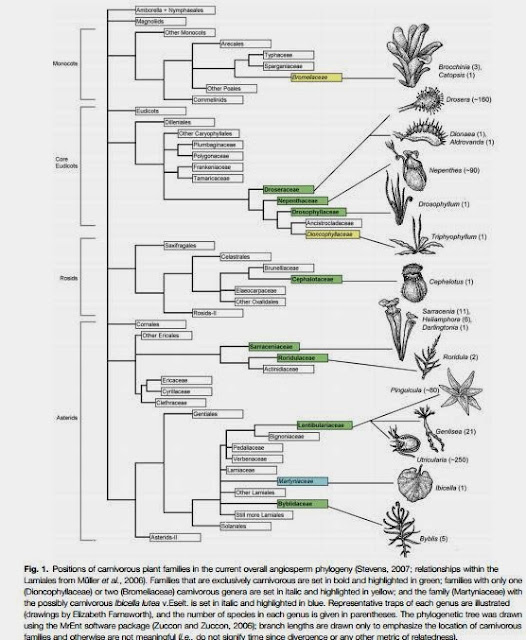 Amborella + Nymphaeales
Magnoliids
Other Monocots
Arecales
Typhaceae
Sparganiaceae
Bromeliaceae
Other Poales
Commelinids
Monocots
Brocchinia (3),
Catopsis (1)
Drosera (~160)
Eudicots
Dilleniales
Other Caryophyllales
Plumbaginaceae
Polygonaceae
Frankeniaceae
Tamaricaceae
Droseraceae
Nepenthaceae
Drosophyllaceae
Ancistrocladaceae
Dioncophyllaceae
Core
Eudicots
Dionaea (1),
Aldrovanda (1)
Nepenthes (~90)
Drosophyllum (1)
Triphyophyllum (1)
Saxifragales
Celastrales
Brunelliaceae
Cephalotaceae
Elaeocarpaceae
Other Oxalidales
Rosids-II
Rosids
Cephalotus (1)
Cornales
Other Ericales
Sarraceniaceae
Roridulaceae
Actinidiaceae
Ericaceae
Cyrillaceae
Clethraceae
Gentiales
Lentibulariaceae
Bignoniaceae
Pedaliaceae
Verbenaceae
Lamiaceae
Martyniaceae
Other Lamiales
Byblidaceae
Still more Lamiales
Solanales
Asterids-II
Asterids
Sarracenia (11),
Heliamphora (6),
Darlingtonia (1)
Roridula (2)
Pinguicula (~80)
Genlisea (21)
Utricularia (~250)
Ibicella (1)
Byblis (5)
Fig. 1. Positions of carnivorous plant families in the current overall angiosperm phylogeny (Stevens, 2007; relationships within the
Lamiales from Müller et al., 2006). Families that are exclusively carnivorous are set in bold and highlighted in green; families with only one
(Dioncophyllaceae) or two (Bromeliaceae) carnivorous genera are set in italic and highlighted in yellow; and the family (Martyniaceae) with
the possibly carnivorous Ibicella lutea v.Eselt. is set in italic and highlighted in blue. Representative traps of each genus are illustrated
(drawings by Elizabeth Farnsworth), and the number of species in each genus is given in parentheses. The phylogenetic tree was drawn
using the MrEnt software package (Zuccon and Zuccon, 2006); branch lengths are drawn only to emphasize the location of carnivorous
families and otherwise are not meaningful (i.e., do not signify time since divergence or any other metric of relatedness).